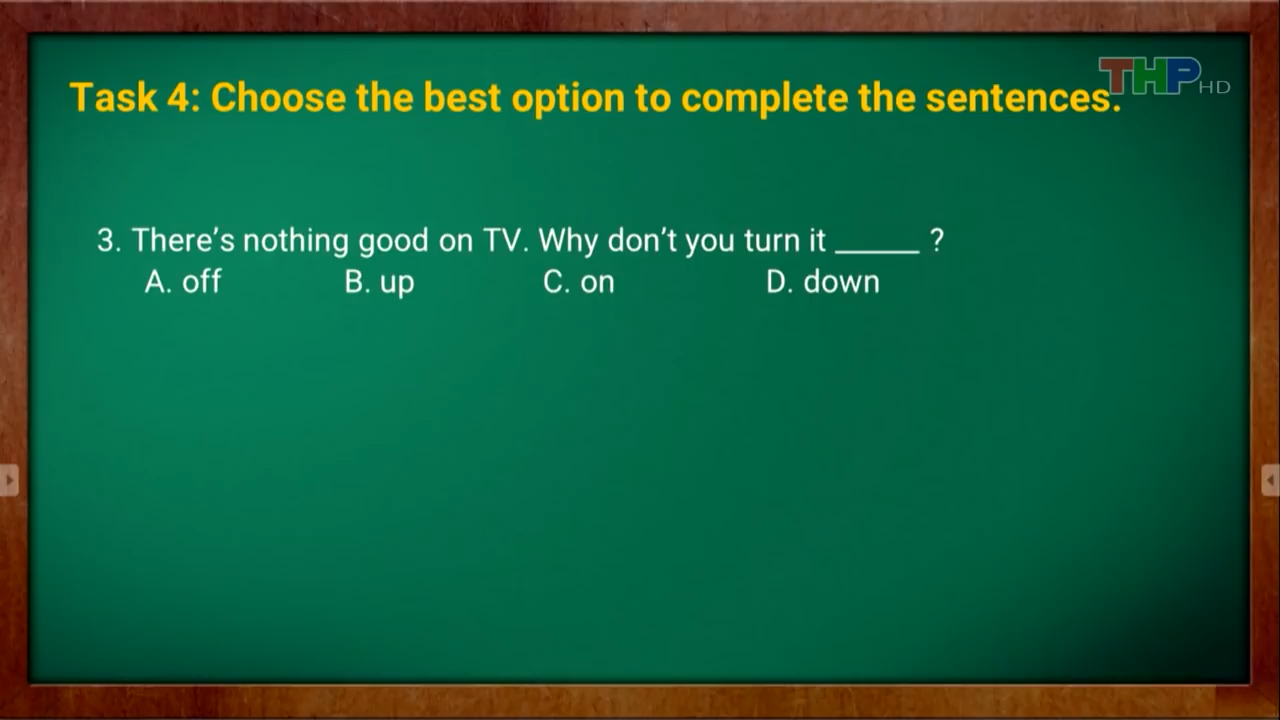 THP HD
Task 4: Choose the best option to complete the sentences.
3. There’s nothing good on TV. Why don’t you turn it _____ ?
A. off B. up C. on D. down